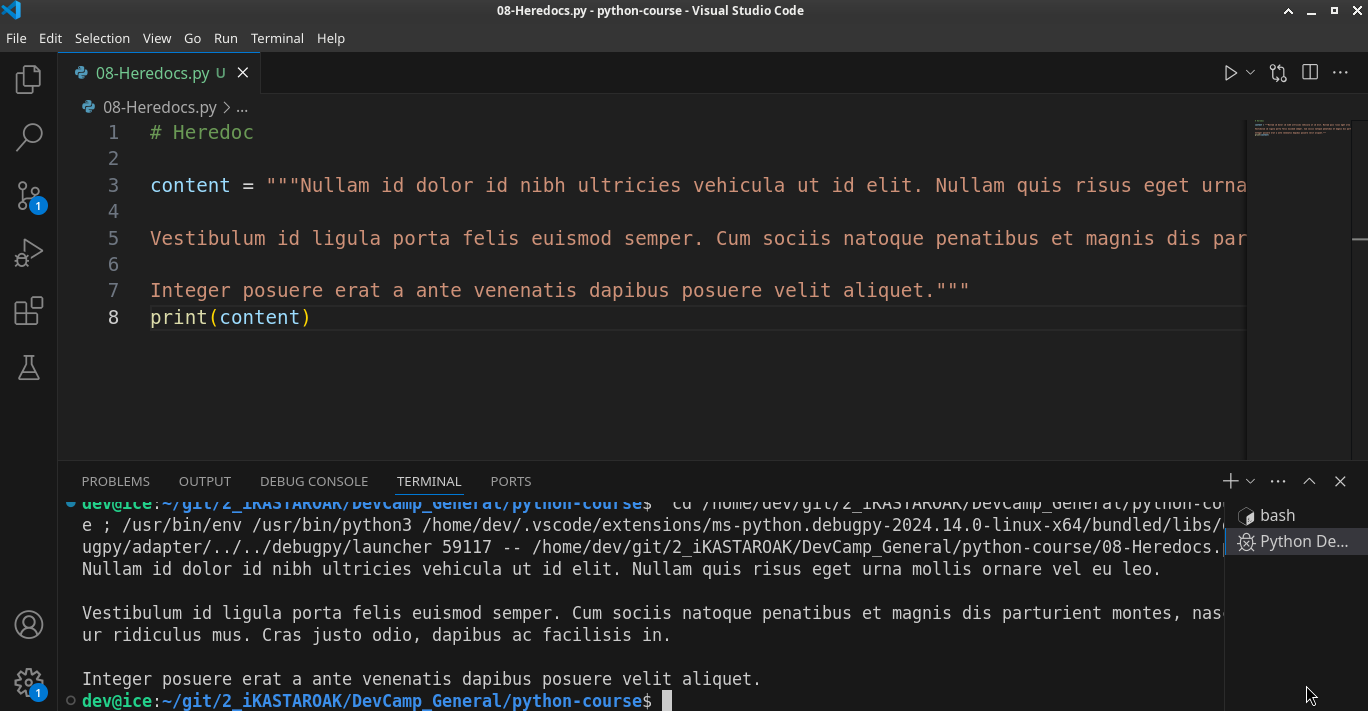 08-Heredocs.py - python-course - Visual Studio Code
File Edit Selection View Go Run Terminal Help
08-Heredocs.py U
08-Heredocs.py > ...
1 # Heredoc
2
3 content = """Nullam id dolor id nibh ultricies vehicula ut id elit. Nullam quis risus eget urna
4
5 Vestibulum id ligula porta felis euismod semper. Cum sociis natoque penatibus et magnis dis par
6
7 Integer posuere erat a ante venenatis dapibus posuere velit aliquet."""
8 print(content)
1
PROBLEMS OUTPUT DEBUG CONSOLE TERMINAL PORTS
dev@ice:~/git/2_iKASTAROAK/DevCamp_General/python-course$ cd /home/dev/git/2_iKASTAROAK/DevCamp_General/python-co
e ; /usr/bin/env /usr/bin/python3 /home/dev/.vscode/extensions/ms-python.debugpy-2024.14.0-linux-x64/bundled/libs/
ugpy/adapter/../../debugpy/launcher 59117 -- /home/dev/git/2_iKASTAROAK/DevCamp_General/python-course/08-Heredocs.
Nullam id dolor id nibh ultricies vehicula ut id elit. Nullam quis risus eget urna mollis ornare vel eu leo.
Vestibulum id ligula porta felis euismod semper. Cum sociis natoque penatibus et magnis dis parturient montes, nas
ur ridiculus mus. Cras justo odio, dapibus ac facilisis in.
Integer posuere erat a ante venenatis dapibus posuere velit aliquet.
dev@ice:~/git/2_iKASTAROAK/DevCamp_General/python-course$
bash
Python De...
1